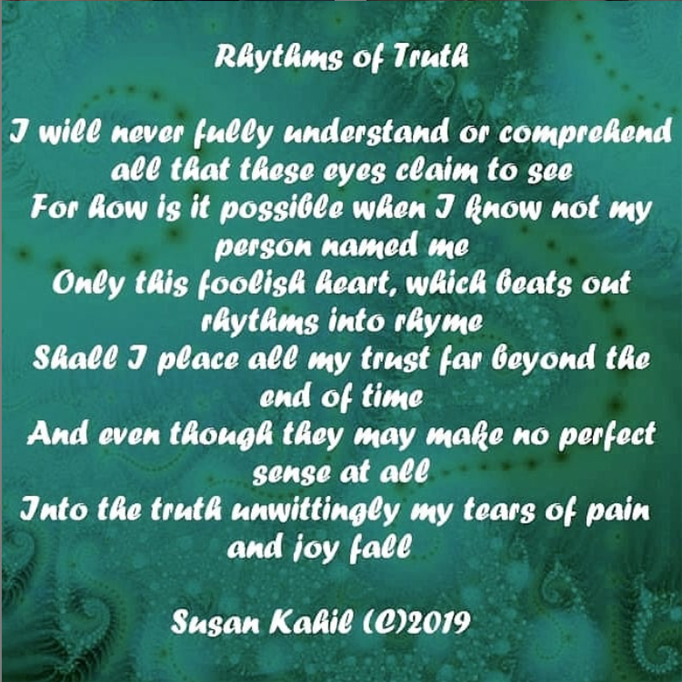 Rhythms of Truth
I will never fully understand or comprehend
all that these eyes claim to see
For how is it possible when I know not my
person named me
Only this foolish heart, which beats out
rhythms into rhyme
Shall I place all my trust far beyond the
end of time
And even though they may make no perfect
sense at all
Into the truth unwittingly my tears of pain
and joy fall
Susan Kahil (C)2019